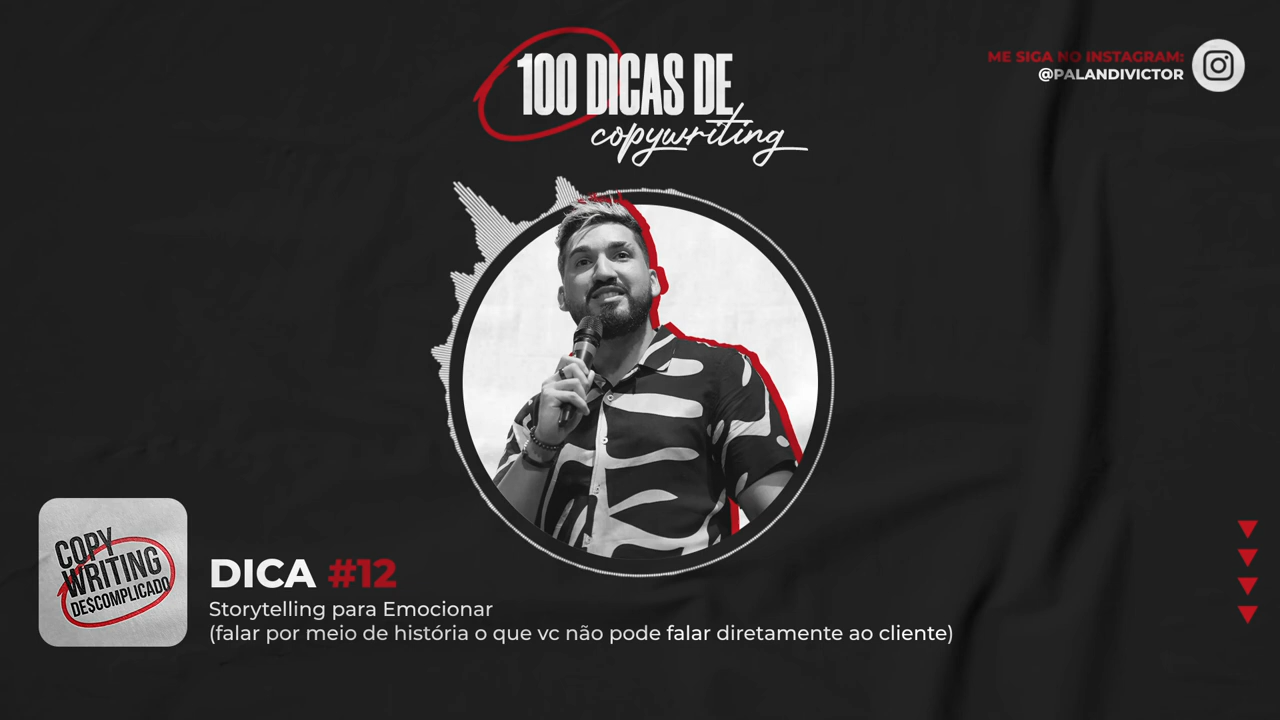 100 DICAS DE
copywriting
ME SIGA NO INSTAGRAM:
@PALANDIVICTOR
COPY
WRITING
DESCOMPLICADO
DICA #12
Storytelling para Emocionar
(falar por meio de história o que vc não pode falar diretamente ao cliente)